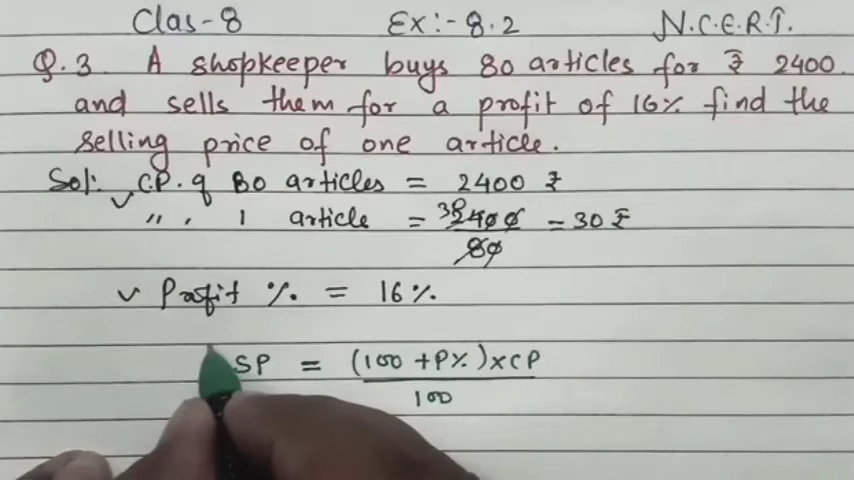 Clas-8 Ex:-8.2 N.C.E.R.T.
Q.3. A shopkeeper buys 80 articles for ₹ 2400.
and sells them for a profit of 16% find the
selling price of one article.
Sol: C.P. of 80 articles = 2400 ₹
✓ ,, , 1 article = 30 2400/80 = 30 ₹
✓ Profit % = 16%
SP = (100 + P%) × CP
100